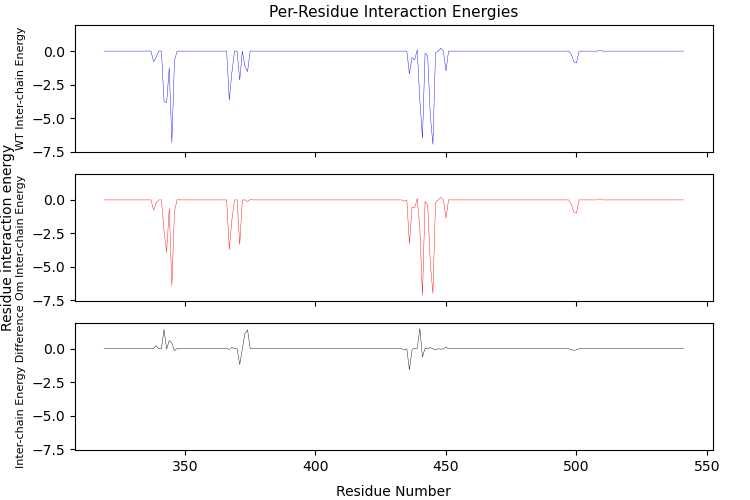 Per-Residue Interaction Energies
WT Inter-chain Energy
0.0
−2.5
−5.0
−7.5
Residue interaction energy
Om Inter-chain Energy
0.0
−2.5
−5.0
−7.5
Inter-chain Energy Difference
0.0
−2.5
−5.0
−7.5
350 400 450 500 550
Residue Number